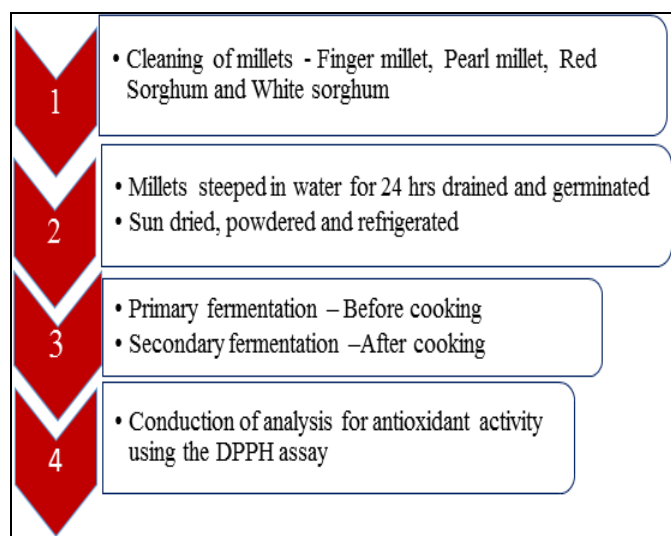 1
• Cleaning of millets - Finger millet, Pearl millet, Red
Sorghum and White sorghum
2
• Millets steeped in water for 24 hrs drained and germinated
• Sun dried, powdered and refrigerated
3
• Primary fermentation – Before cooking
• Secondary fermentation –After cooking
4
• Conduction of analysis for antioxidant activity
using the DPPH assay